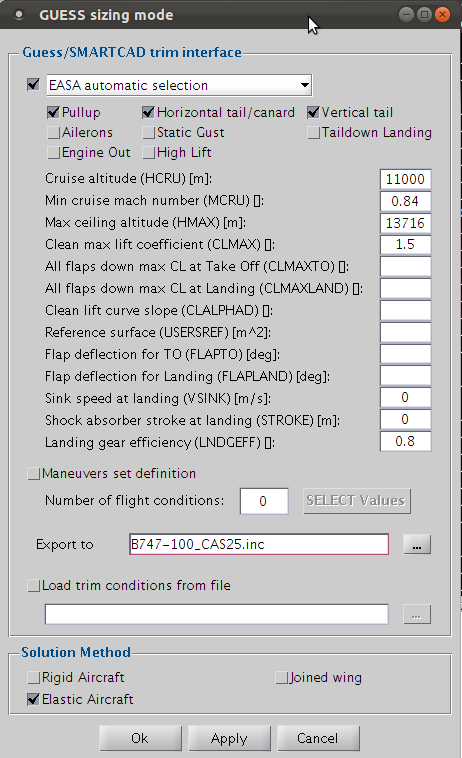 GUESS sizing mode
Guess/SMARTCAD trim interface
EASA automatic selection
Pullup Horizontal tail/canard Vertical tail
Ailerons Static Gust Taildown Landing
Engine Out High Lift
Cruise altitude (HCRU) [m]: 11000
Min cruise mach number (MCRU) []: 0.84
Max ceiling altitude (HMAX) [m]: 13716
Clean max lift coefficient (CLMAX) []: 1.5
All flaps down max CL at Take Off (CLMAXTO) []:
All flaps down max CL at Landing (CLMAXLAND) []:
Clean lift curve slope (CLALPHAD) []:
Reference surface (USERSREF) [m^2]:
Flap deflection for TO (FLAPTO) [deg]:
Flap deflection for Landing (FLAPLAND) [deg]:
Sink speed at landing (VSINK) [m/s]: 0
Shock absorber stroke at landing (STROKE) [m]: 0
Landing gear efficiency (LNDGEFF) []: 0.8
Maneuvers set definition
Number of flight conditions: 0 SELECT Values
Export to B747-100_CAS25.inc ...
Load trim conditions from file
...
Solution Method
Rigid Aircraft Joined wing
Elastic Aircraft
Ok Apply Cancel